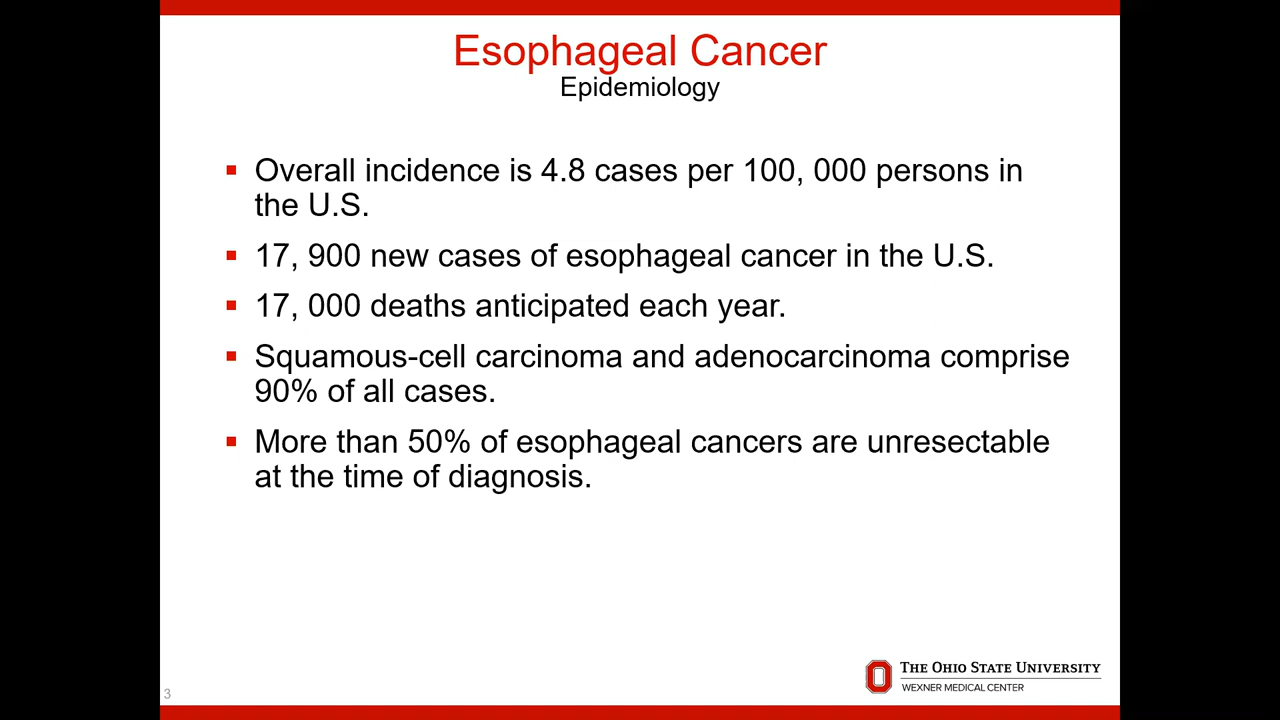 Esophageal Cancer
Epidemiology
Overall incidence is 4.8 cases per 100, 000 persons in
the U.S.
17, 900 new cases of esophageal cancer in the U.S.
17, 000 deaths anticipated each year.
Squamous-cell carcinoma and adenocarcinoma comprise
90% of all cases.
More than 50% of esophageal cancers are unresectable
at the time of diagnosis.
THE OHIO STATE UNIVERSITY
WEXNER MEDICAL CENTER
3